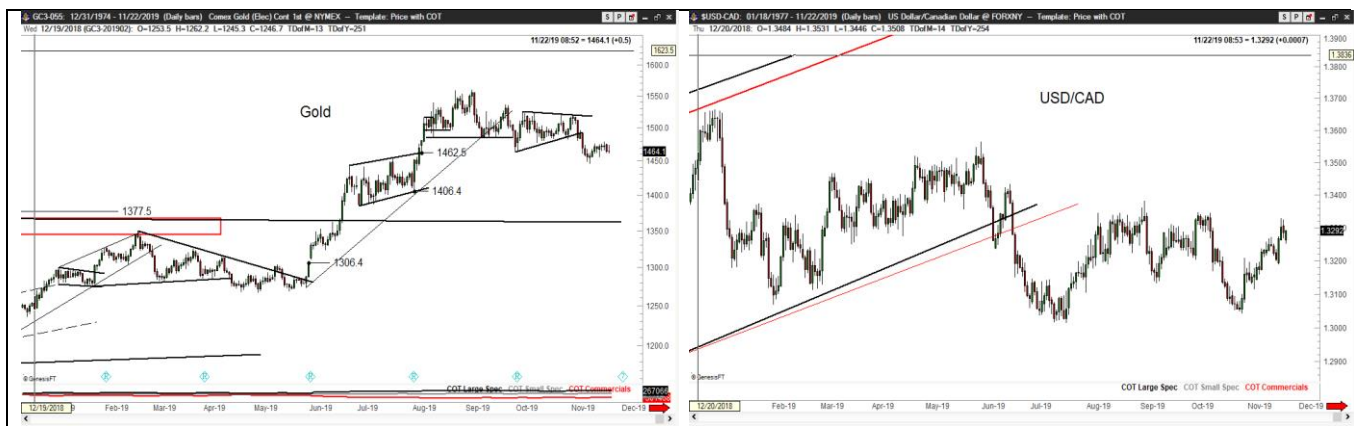 GC3-055: 12/31/1974 - 11/22/2019 (Daily bars) Comex Gold (Elec) Cont 1st @ NYMEX -- Template: Price with COT
S P
Wed 12/19/2018 (GC3-201902) O=1253.5 H=1262.2 L=1245.3 C=1246.7 TDofM=13 TDofY=251
11/22/19 08:52 = 1464.1 (+0.5)
1623.5
1600.0
Gold
1550.0
1500.0
1462.5
1464.1
1450.0
1406.4
1400.0
1377.5
1350.0
1306.4
1300.0
1250.0
1200.0
R R R R R
© GenesisFT
COT Large Spec COT Small Spec COT Commercials
267066
12/19/2018 Feb-19 Mar-19 Apr-19 May-19 Jun-19 Jul-19 Aug-19 Sep-19 Oct-19 Nov-19 Dec-19
$USD-CAD: 01/18/1977 - 11/22/2019 (Daily bars) US Dollar/Canadian Dollar @ FORXNY -- Template: Price with COT
S P
Thu 12/20/2018: O=1.3484 H=1.3531 L=1.3446 C=1.3508 TDofM=14 TDofY=254
11/22/19 08:53 = 1.3292 (+0.0007)
1.3900
1.3836
1.3800
USD/CAD
1.3700
1.3600
1.3500
1.3400
1.3292
1.3200
1.3100
1.3000
1.2900
© GenesisFT
COT Large Spec COT Small Spec COT Commercials
12/20/2018 Feb-19 Mar-19 Apr-19 May-19 Jun-19 Jul-19 Aug-19 Sep-19 Oct-19 Nov-19 Dec-19